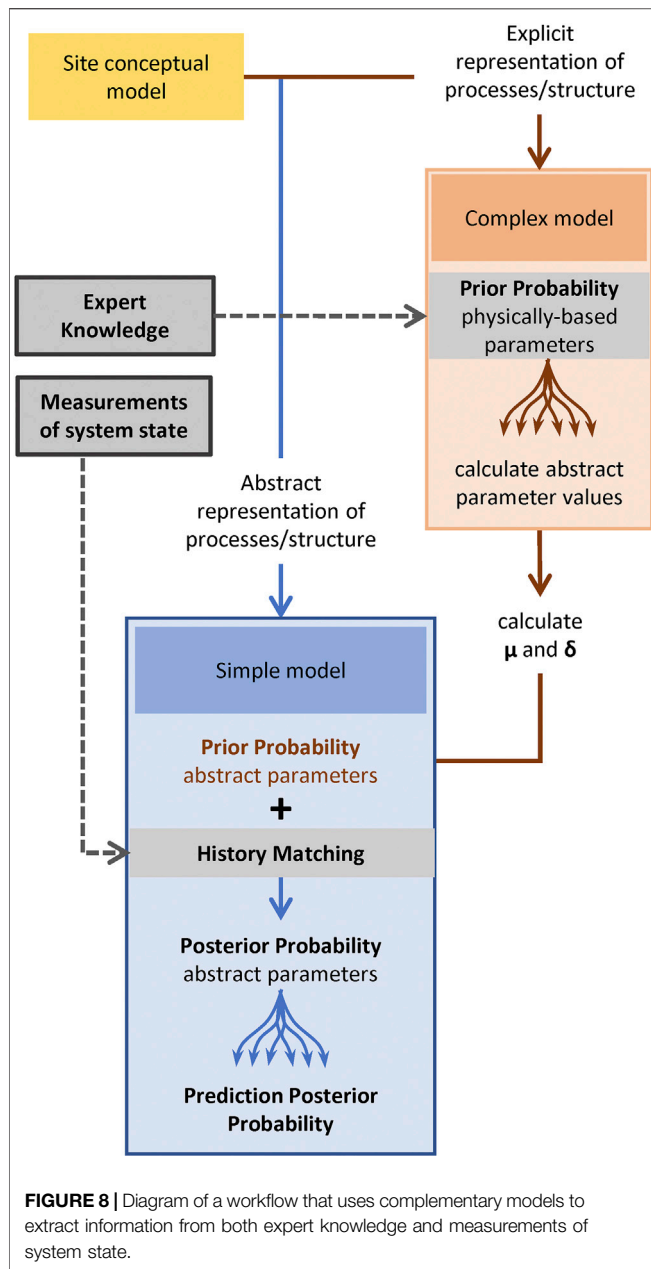 Site conceptual
model
Explicit
representation of
processes/structure
Complex model
Expert
Knowledge
Prior Probability
physically-based
parameters
Measurements
of system state
calculate abstract
parameter values
Abstract
representation of
processes/structure
calculate
μ and δ
Simple model
Prior Probability
abstract parameters
+
History Matching
Posterior Probability
abstract parameters
Prediction Posterior
Probability
FIGURE 8 | Diagram of a workflow that uses complementary models to
extract information from both expert knowledge and measurements of
system state.